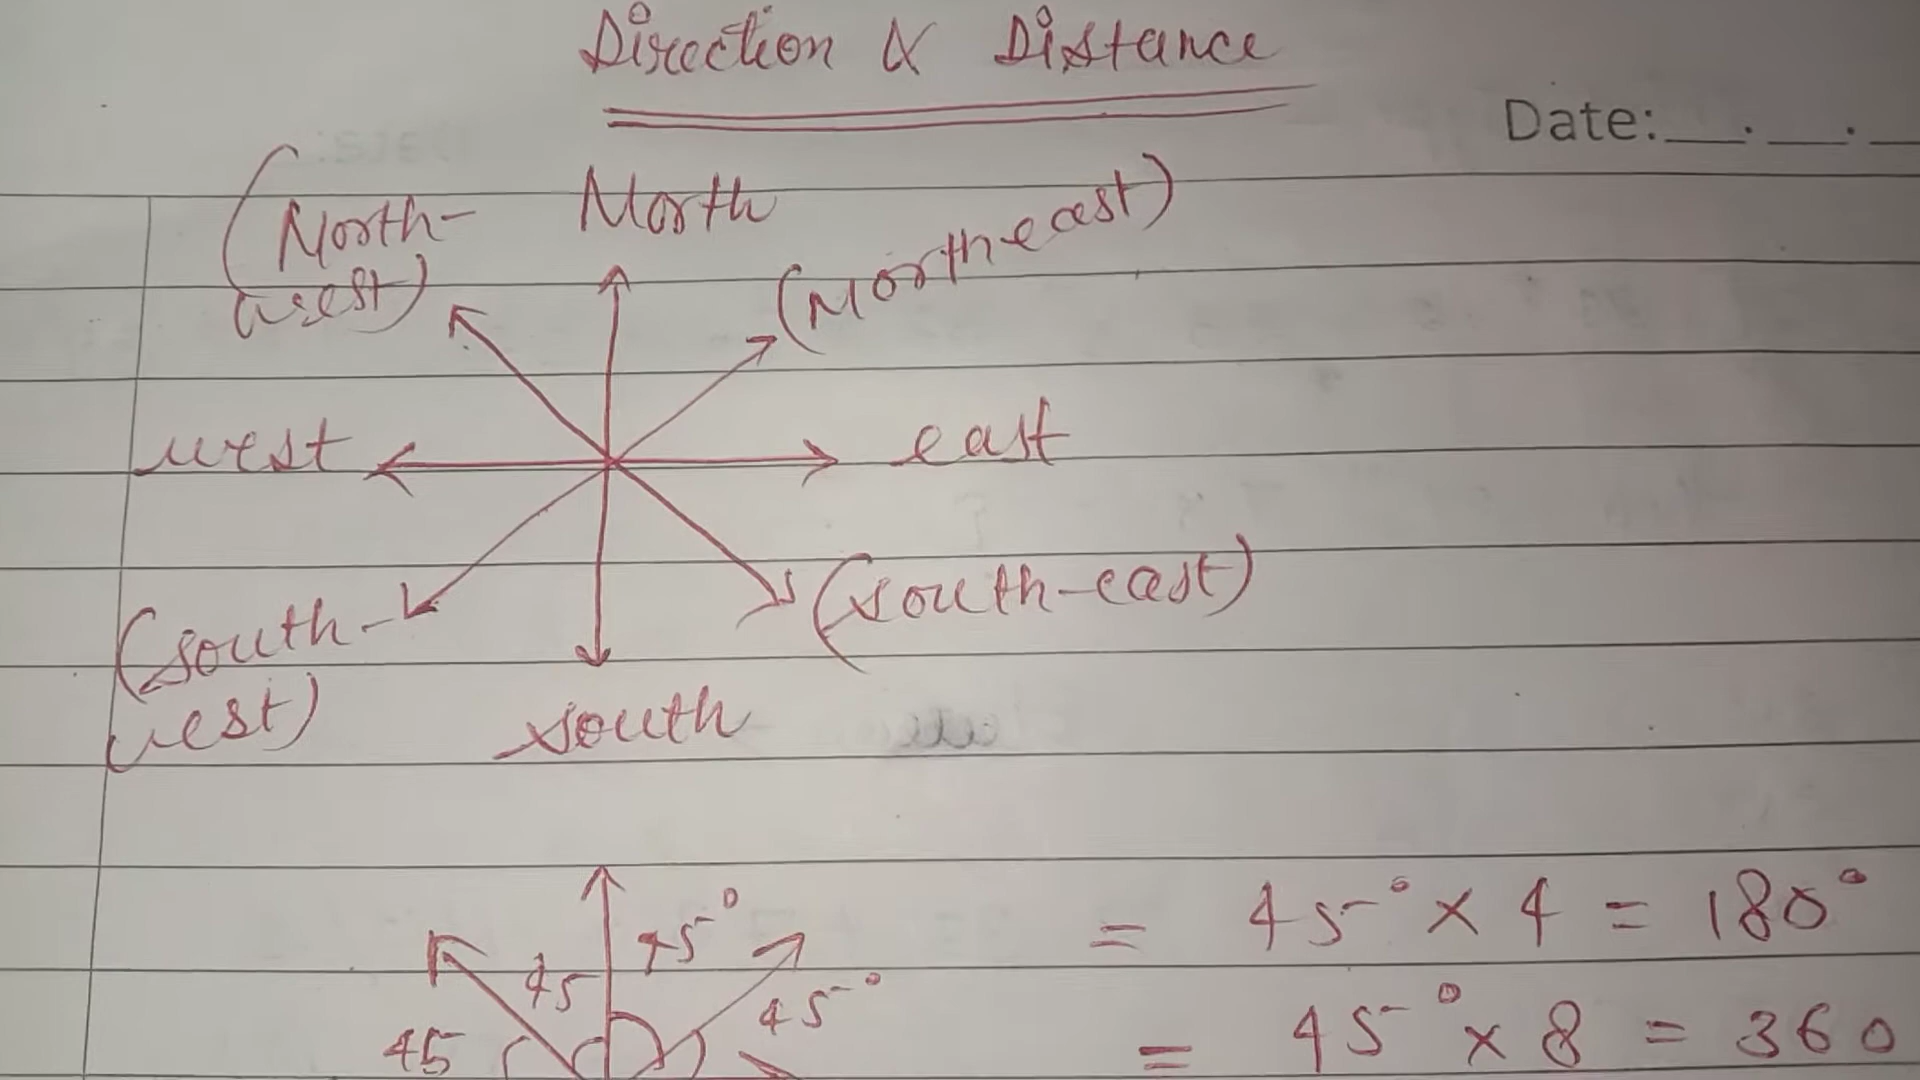 Direction & Distance
Date:
(North-
west)
North
(Northeast)
west
east
(south-
west)
(south-east)
south
45°
45
45°
45
= 45° × 4 = 180°
= 45° × 8 = 360